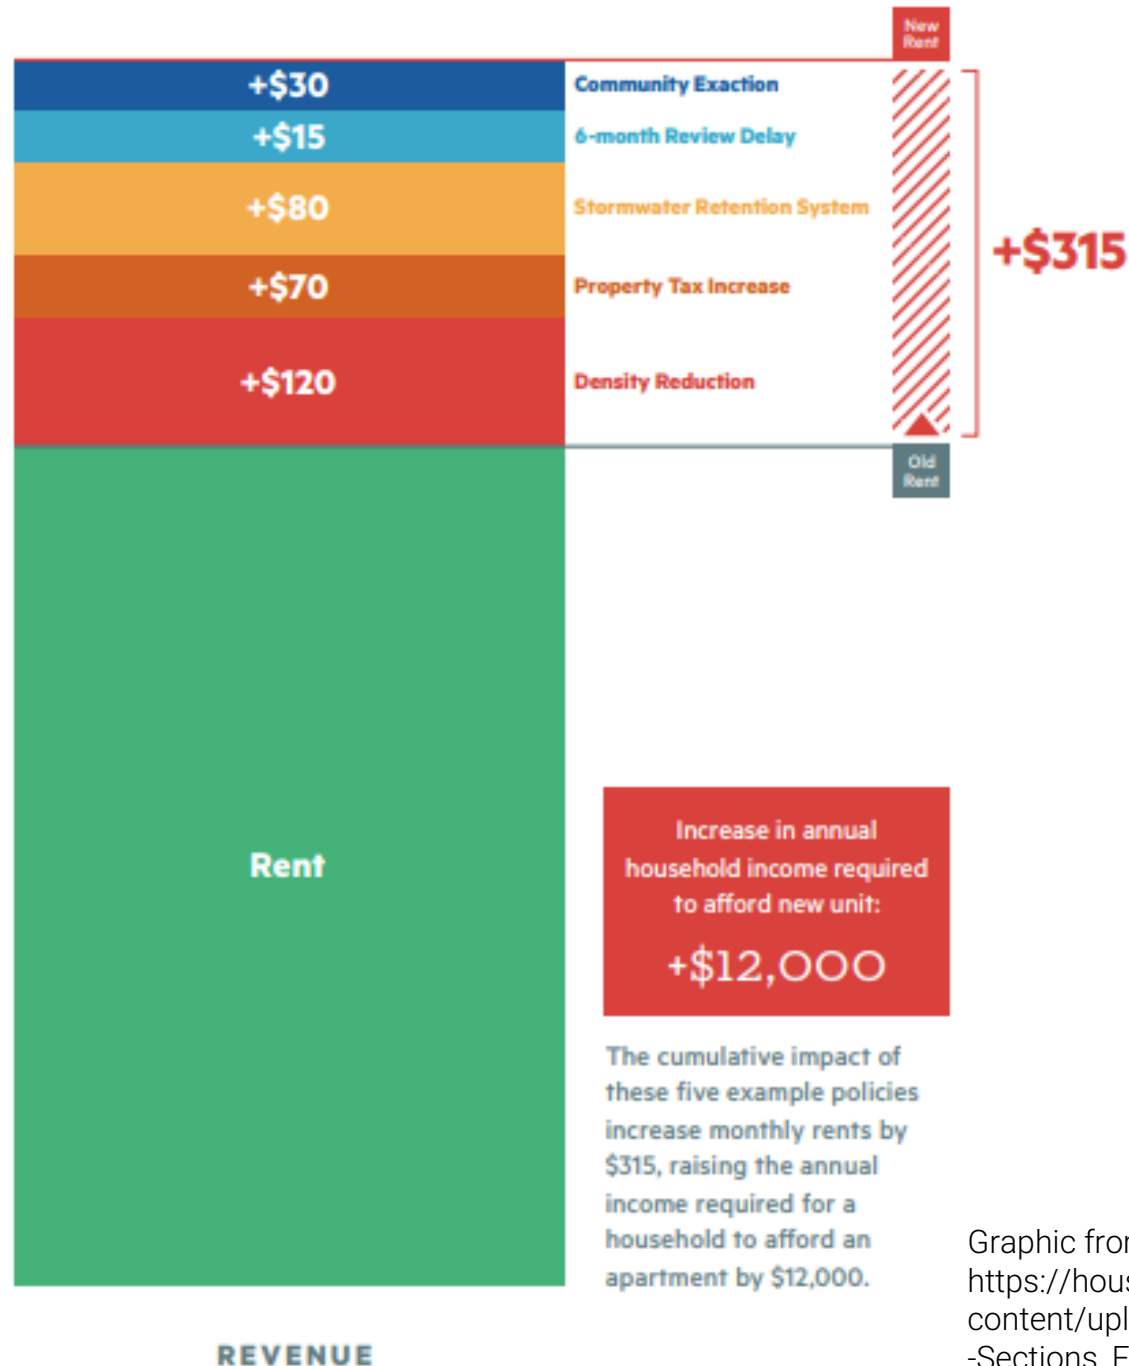 New
Rent
+$30
Community Exaction
+$15
6-month Review Delay
+$80
Stormwater Retention System
+$315
+$70
Property Tax Increase
+$120
Density Reduction
Old
Rent
Rent
Increase in annual
household income required
to afford new unit:
+$12,000
The cumulative impact of
these five example policies
increase monthly rents by
$315, raising the annual
income required for a
household to afford an
apartment by $12,000.
Graphic
https://hous
content/upl
-Sections
REVENUE